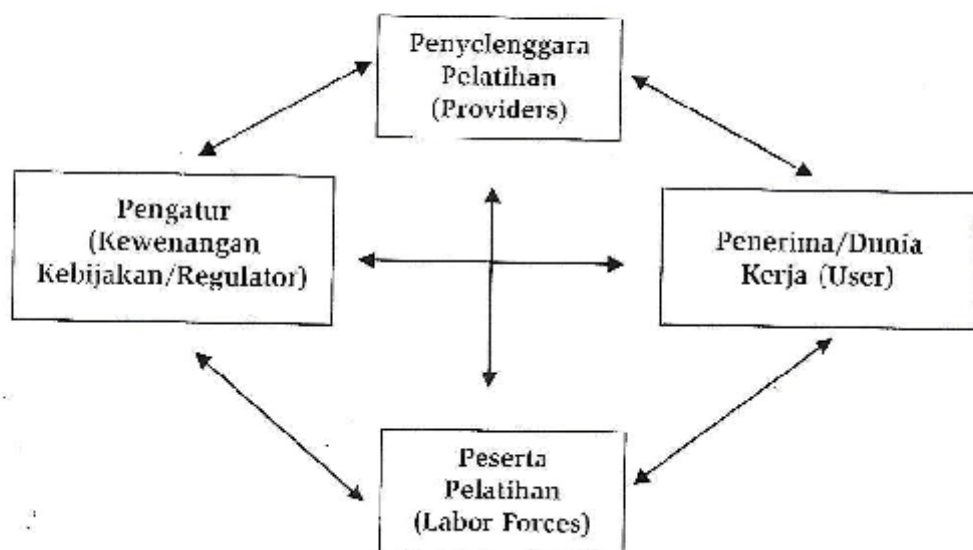 Penyelenggara
Pelatihan
(Providers)
Pengatur
(Kewenangan
Kebijakan/Regulator)
Penerima/Dunia
Kerja (User)
Peserta
Pelatihan
(Labor Forces)